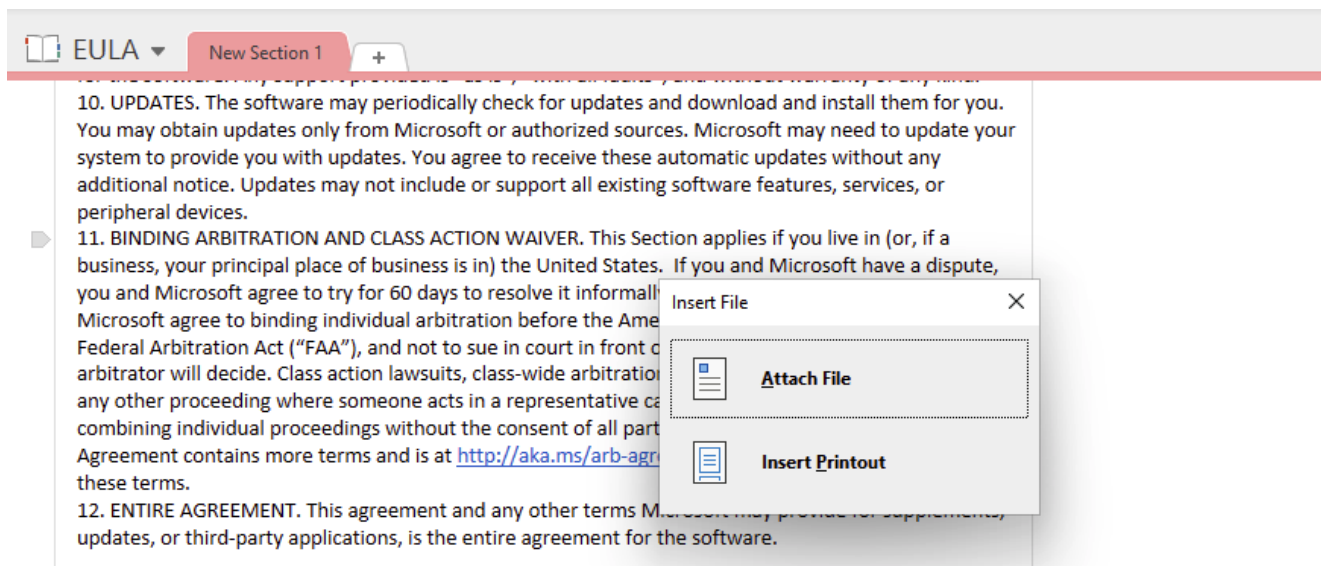 EULA
New Section 1
+
10. UPDATES. The software may periodically check for updates and download and install them for you.
You may obtain updates only from Microsoft or authorized sources. Microsoft may need to update your
system to provide you with updates. You agree to receive these automatic updates without any
additional notice. Updates may not include or support all existing software features, services, or
peripheral devices.
11. BINDING ARBITRATION AND CLASS ACTION WAIVER. This Section applies if you live in (or, if a
business, your principal place of business is in) the United States.  If you and Microsoft have a dispute,
you and Microsoft agree to try for 60 days to resolve it informall
Microsoft agree to binding individual arbitration before the Ame
Federal Arbitration Act (“FAA”), and not to sue in court in front
arbitrator will decide. Class action lawsuits, class-wide arbitration
any other proceeding where someone acts in a representative ca
combining individual proceedings without the consent of all part
Agreement contains more terms and is at http://aka.ms/arb-agr
these terms.
12. ENTIRE AGREEMENT. This agreement and any other terms Microsoft may provide for supplements,
updates, or third-party applications, is the entire agreement for the software.
Insert File
Attach File
Insert Printout